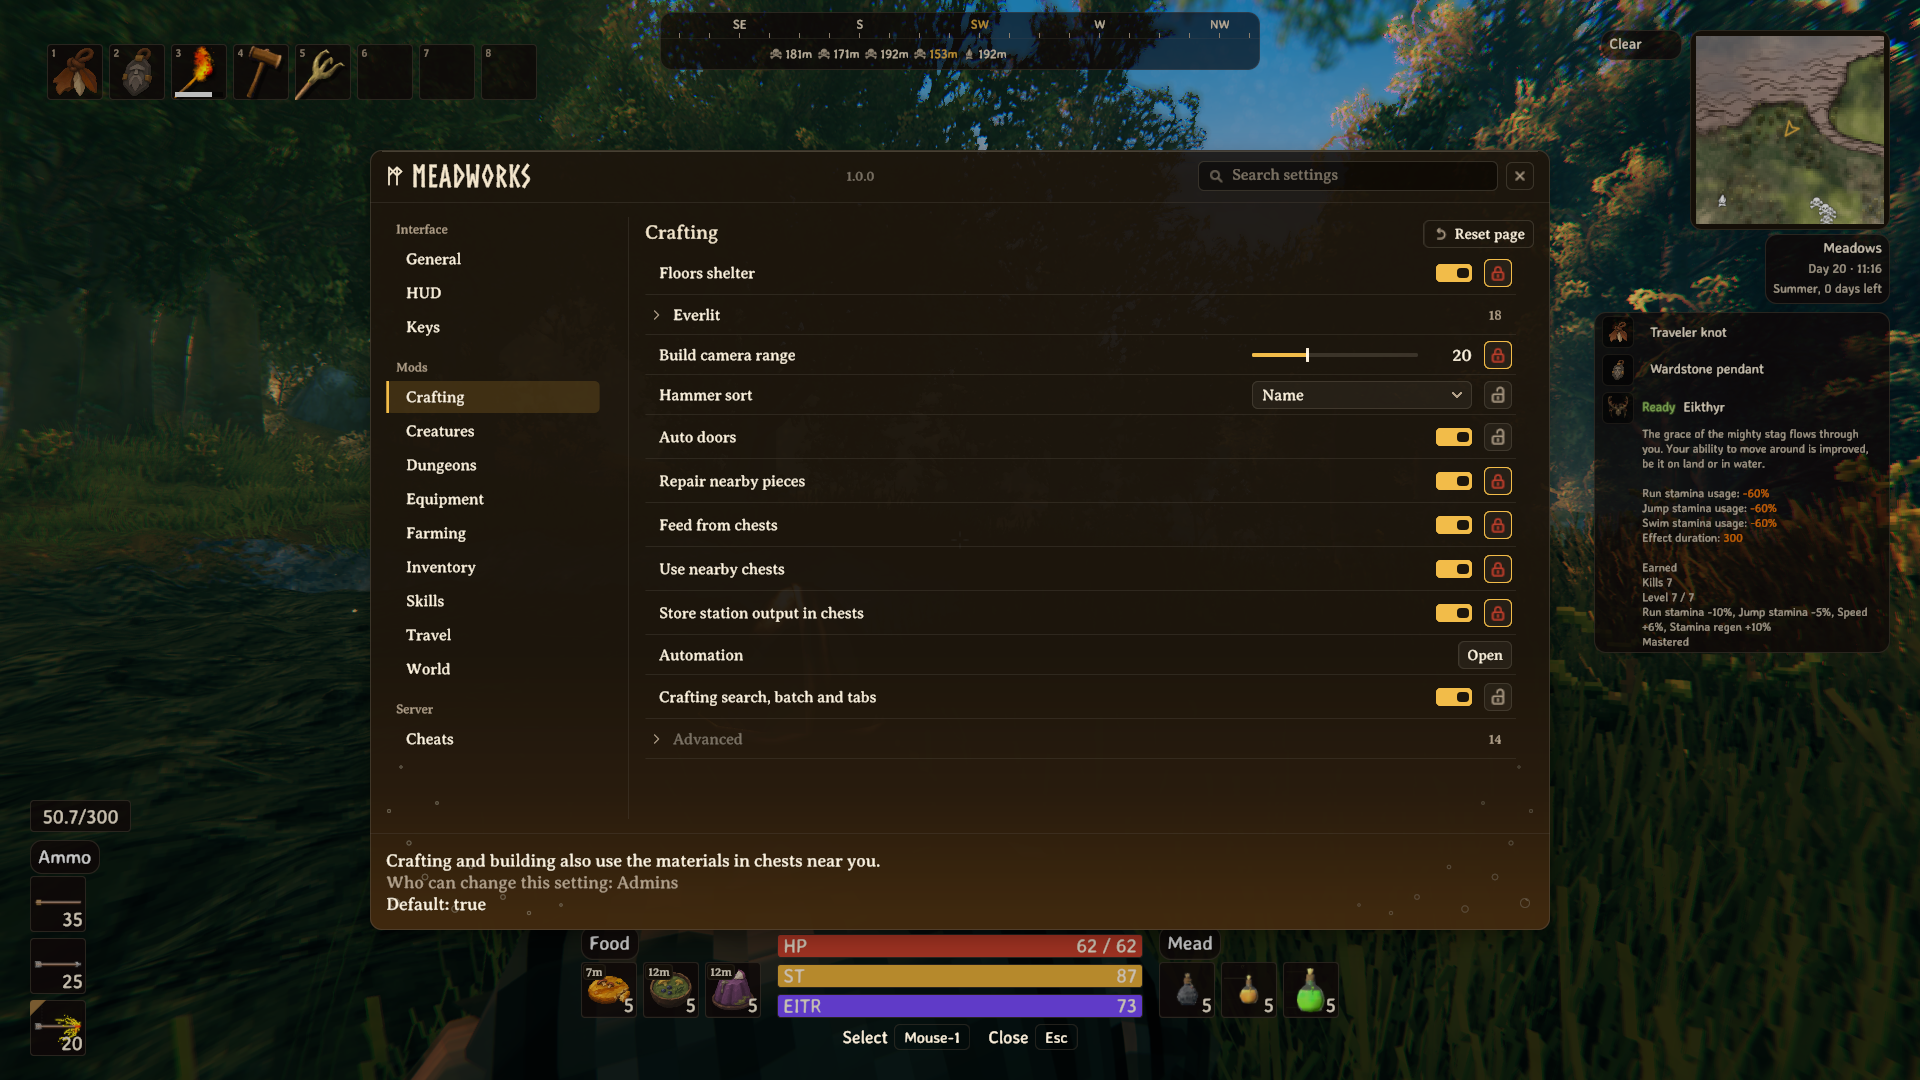 SE S SW W NW
181m 171m 192m 153m 192m
1 2 3 4 5 6 7 8
Clear
MEADWORKS
1.0.0
Search settings
Interface
General
HUD
Keys
Mods
Crafting
Creatures
Dungeons
Equipment
Farming
Inventory
Skills
Travel
World
Server
Cheats
Crafting
Reset page
Floors shelter
Everlit 18
Build camera range 20
Hammer sort Name
Auto doors
Repair nearby pieces
Feed from chests
Use nearby chests
Store station output in chests
Automation Open
Crafting search, batch and tabs
Advanced 14
Crafting and building also use the materials in chests near you.
Who can change this setting: Admins
Default: true
Meadows
Day 20 · 11:16
Summer, 0 days left
Traveler knot
Wardstone pendant
Ready Eikthyr
The grace of the mighty stag flows through
you. Your ability to move around is improved,
be it on land or in water.
Run stamina usage: -60%
Jump stamina usage: -60%
Swim stamina usage: -60%
Effect duration: 300
Earned
Kills 7
Level 7 / 7
Run stamina -10%, Jump stamina -5%, Speed
+6%, Stamina regen +10%
Mastered
50.7/300
Ammo
35
25
20
Food
7m 5
12m 5
12m 5
HP 62 / 62
ST 87
EITR 73
Mead
5 5 5
Select Mouse-1 Close Esc